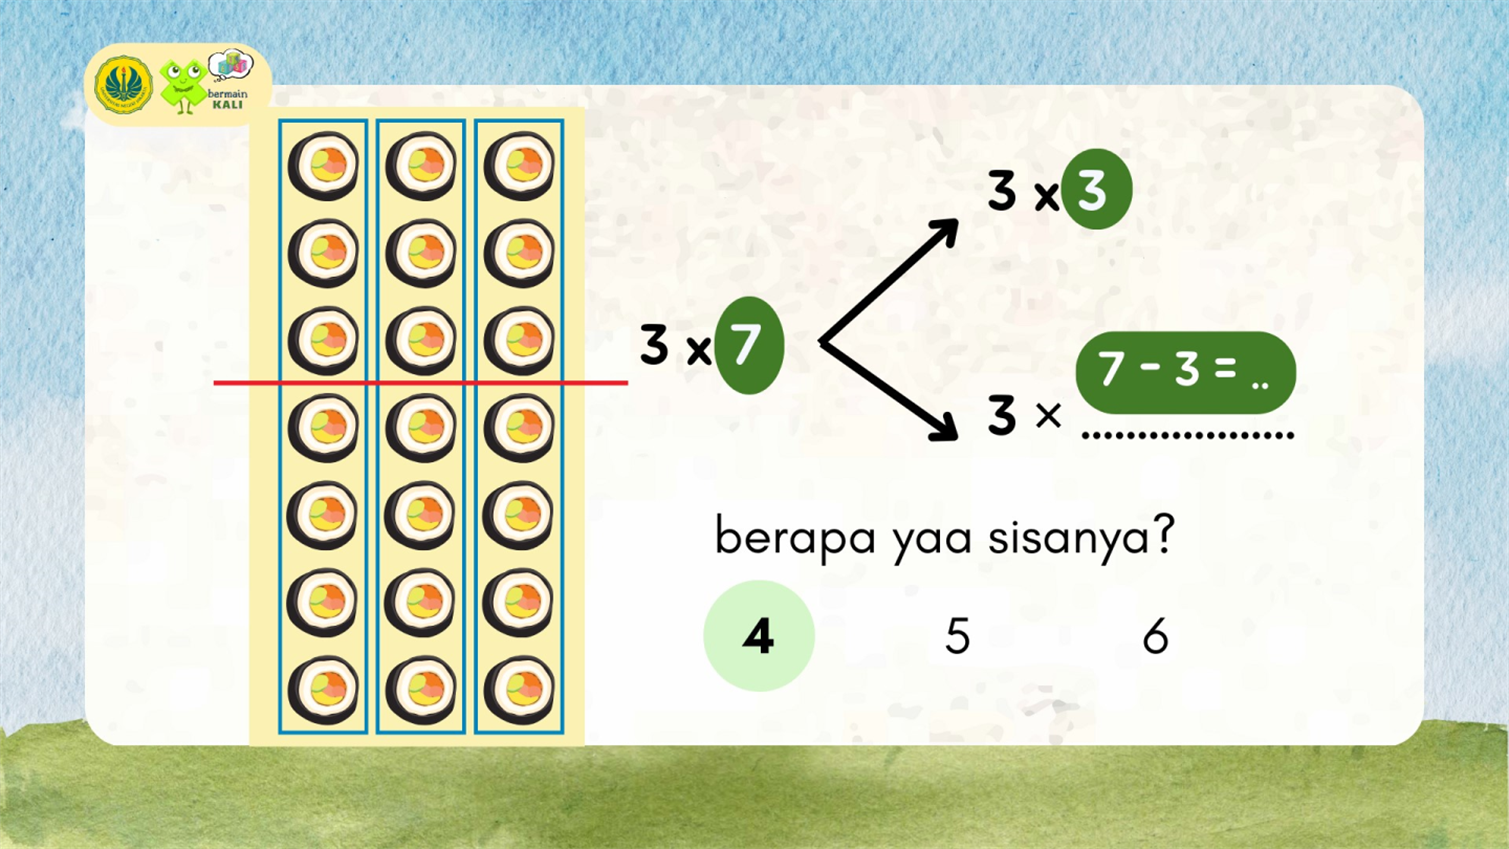 bermain
KALI
3 x 3
3 x 7
7 - 3 = ..
3 × ..................
berapa yaa sisanya?
4 5 6